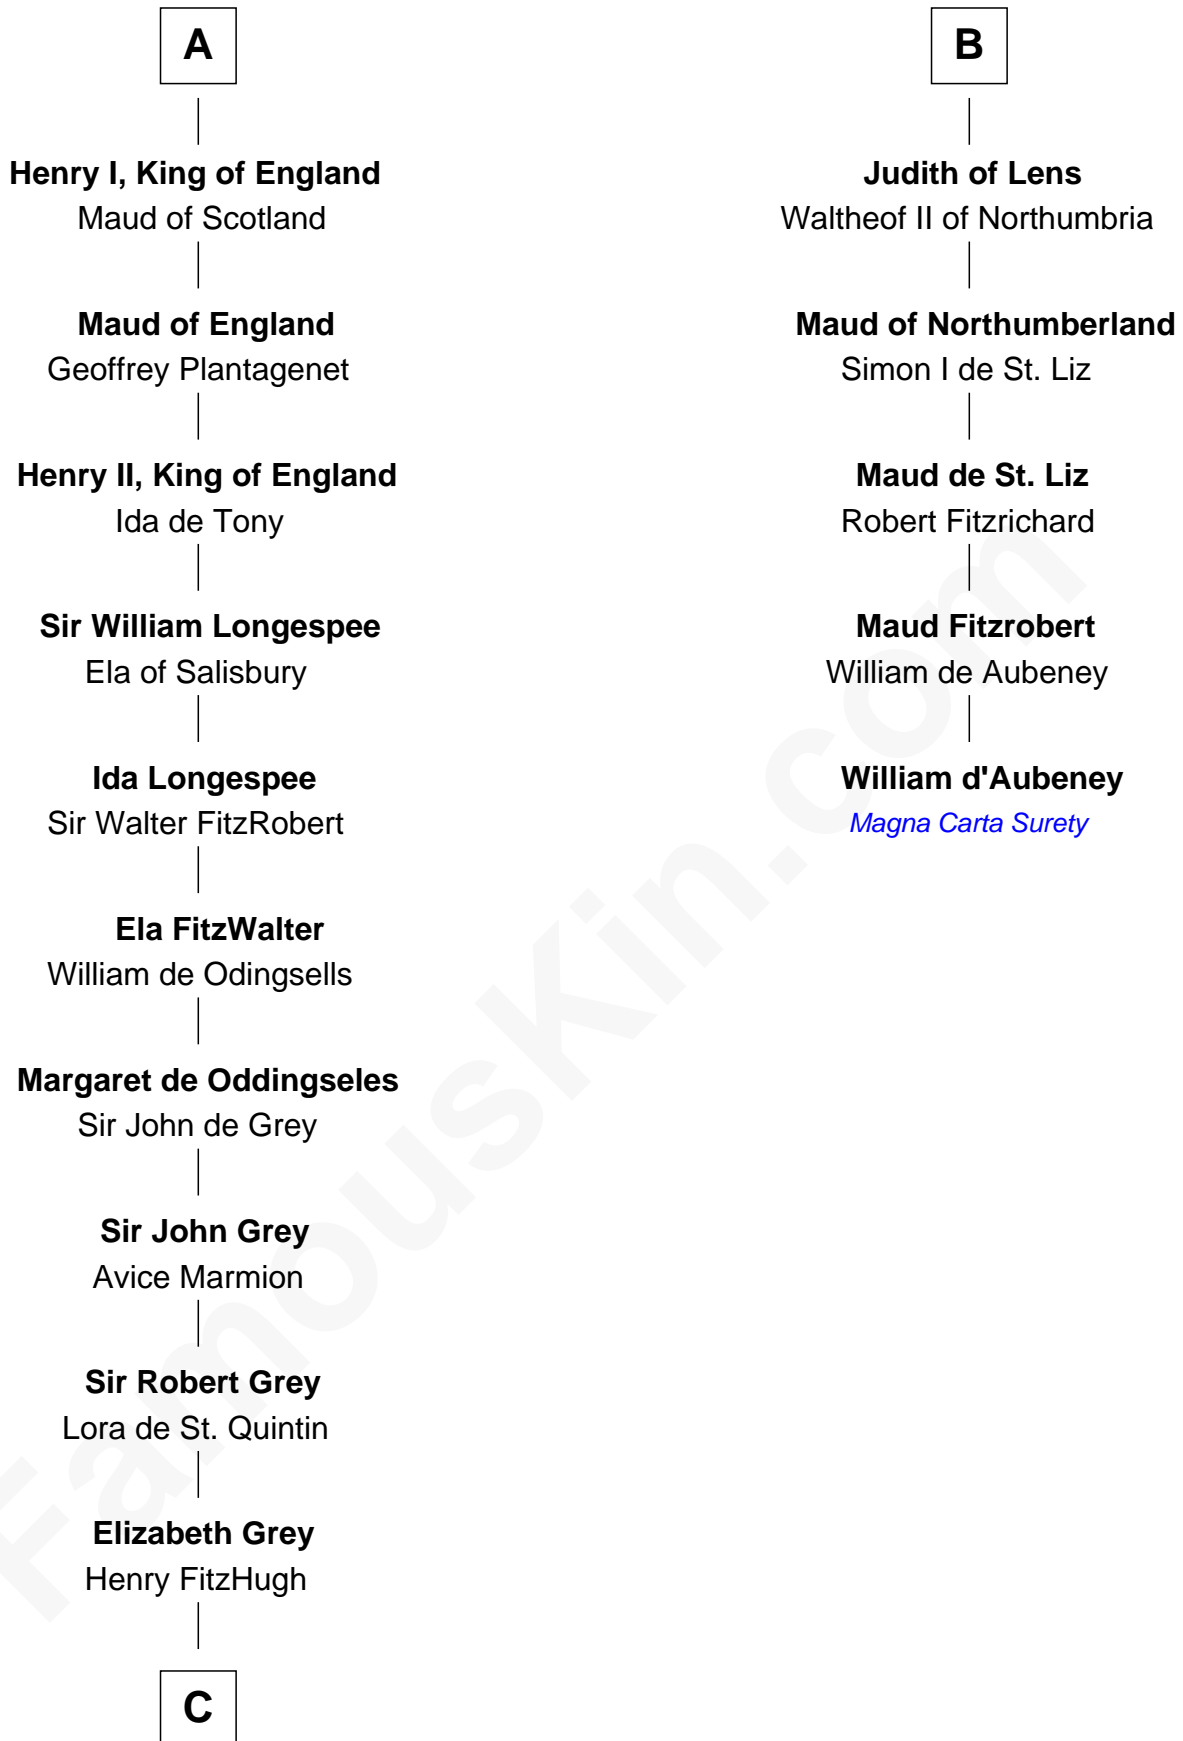 A
Henry I, King of England
Maud of Scotland
Maud of England
Geoffrey Plantagenet
Henry II, King of England
Ida de Tony
Sir William Longespee
Ela of Salisbury
Ida Longespee
Sir Walter FitzRobert
Ela FitzWalter
William de Odingsells
Margaret de Oddingseles
Sir John de Grey
Sir John Grey
Avice Marmion
Sir Robert Grey
Lora de St. Quintin
Elizabeth Grey
Henry FitzHugh
C
B
Judith of Lens
Waltheof II of Northumbria
Maud of Northumberland
Simon I de St. Liz
Maud de St. Liz
Robert Fitzrichard
Maud Fitzrobert
William de Aubeney
William d'Aubeney
Magna Carta Surety
FamousKin.com